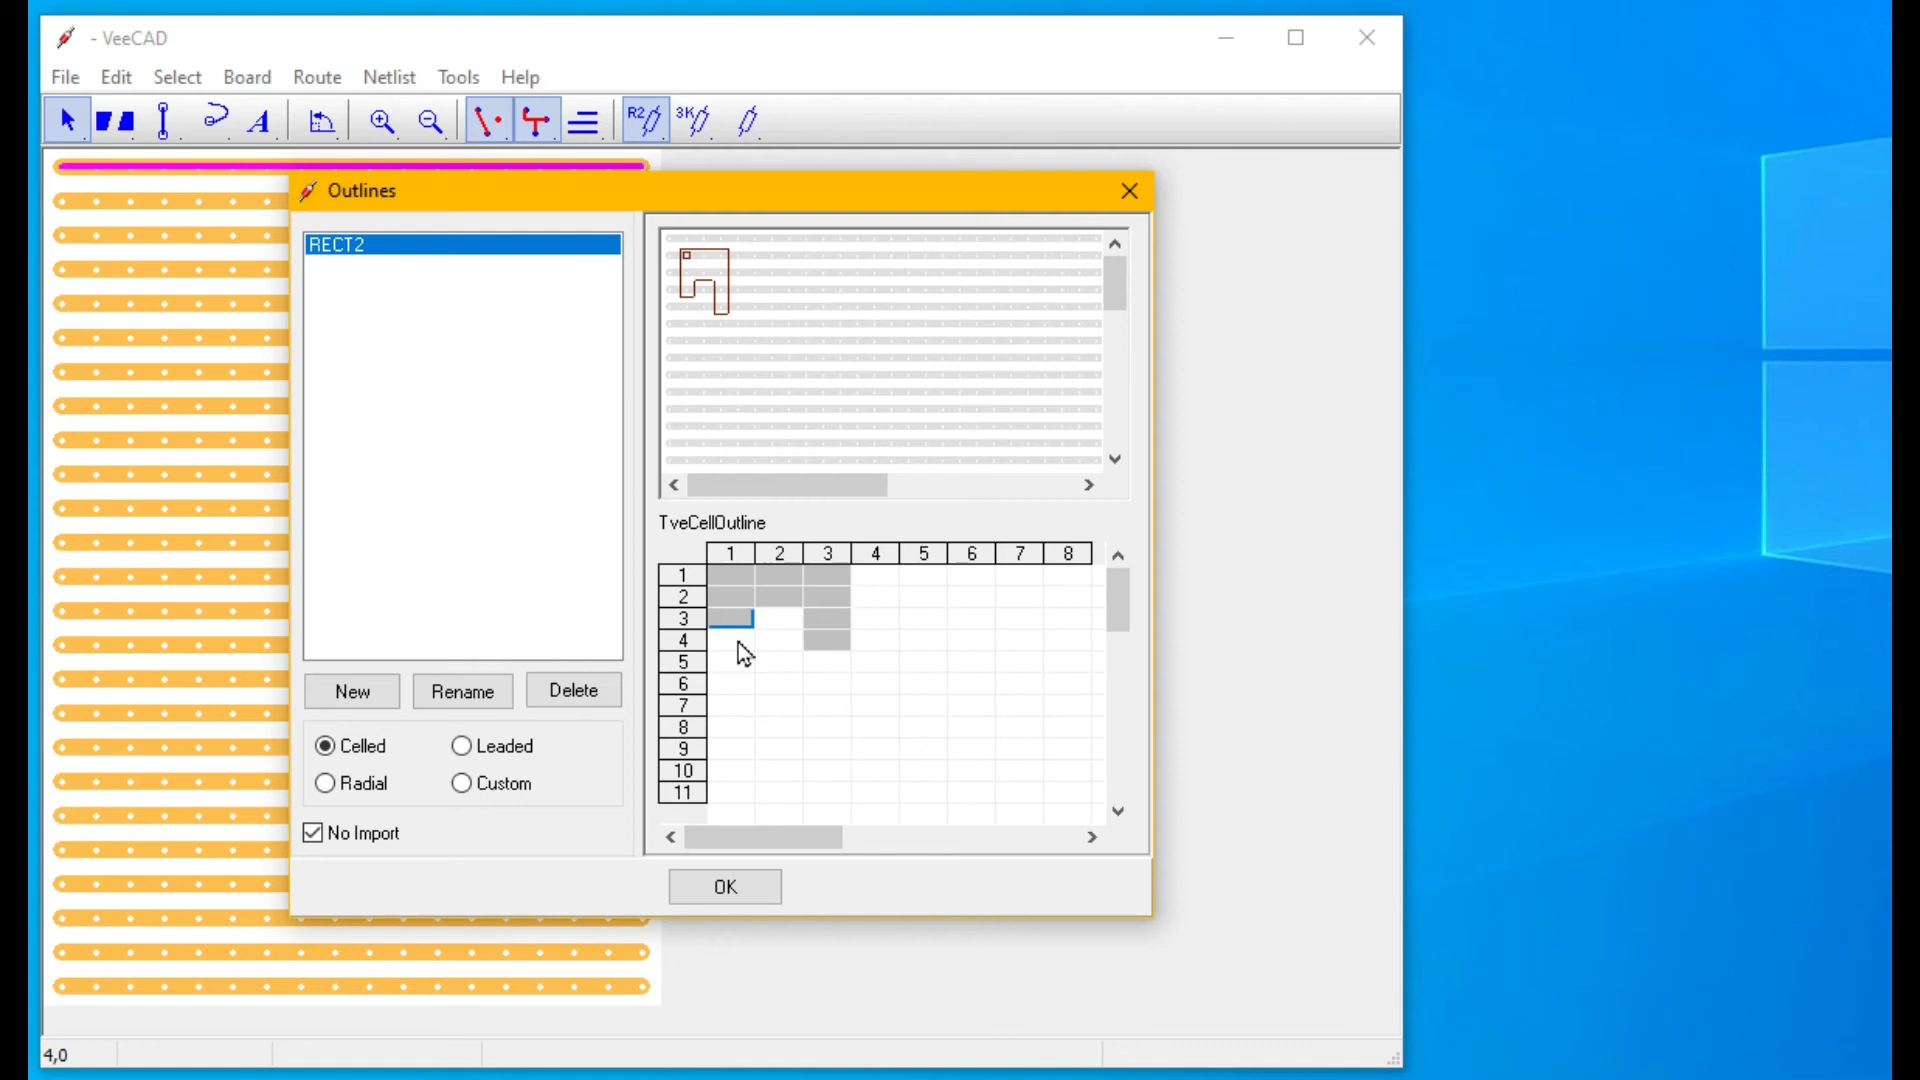 - VeeCAD
File Edit Select Board Route Netlist Tools Help
A R2 3K
Outlines
RECT2
TveCellOutline
1 2 3 4 5 6 7 8
1
2
3
4
5
6
7
8
9
10
11
New Rename Delete
Celled Leaded
Radial Custom
No Import
OK
4,0